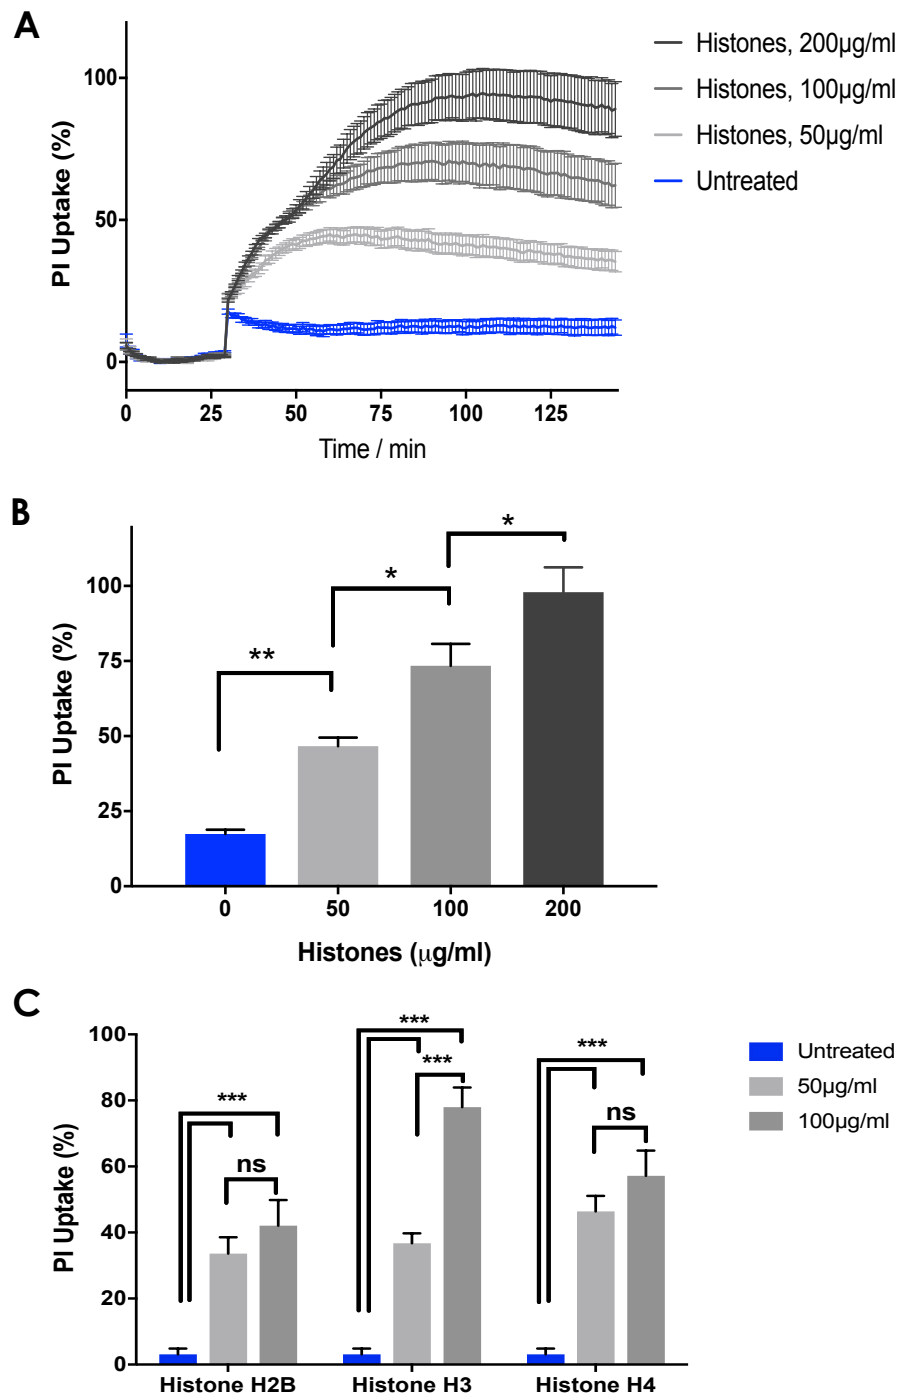 A
PI Uptake (%)
100
50
0
0 25 50 75 100 125
Time / min
Histones, 200µg/ml
Histones, 100µg/ml
Histones, 50µg/ml
Untreated
B
PI Uptake (%)
100
75
50
25
0
**
*
*
0 50 100 200
Histones (µg/ml)
C
PI Uptake (%)
100
80
60
40
20
0
***
ns
***
***
***
ns
Histone H2B Histone H3 Histone H4
Untreated
50µg/ml
100µg/ml